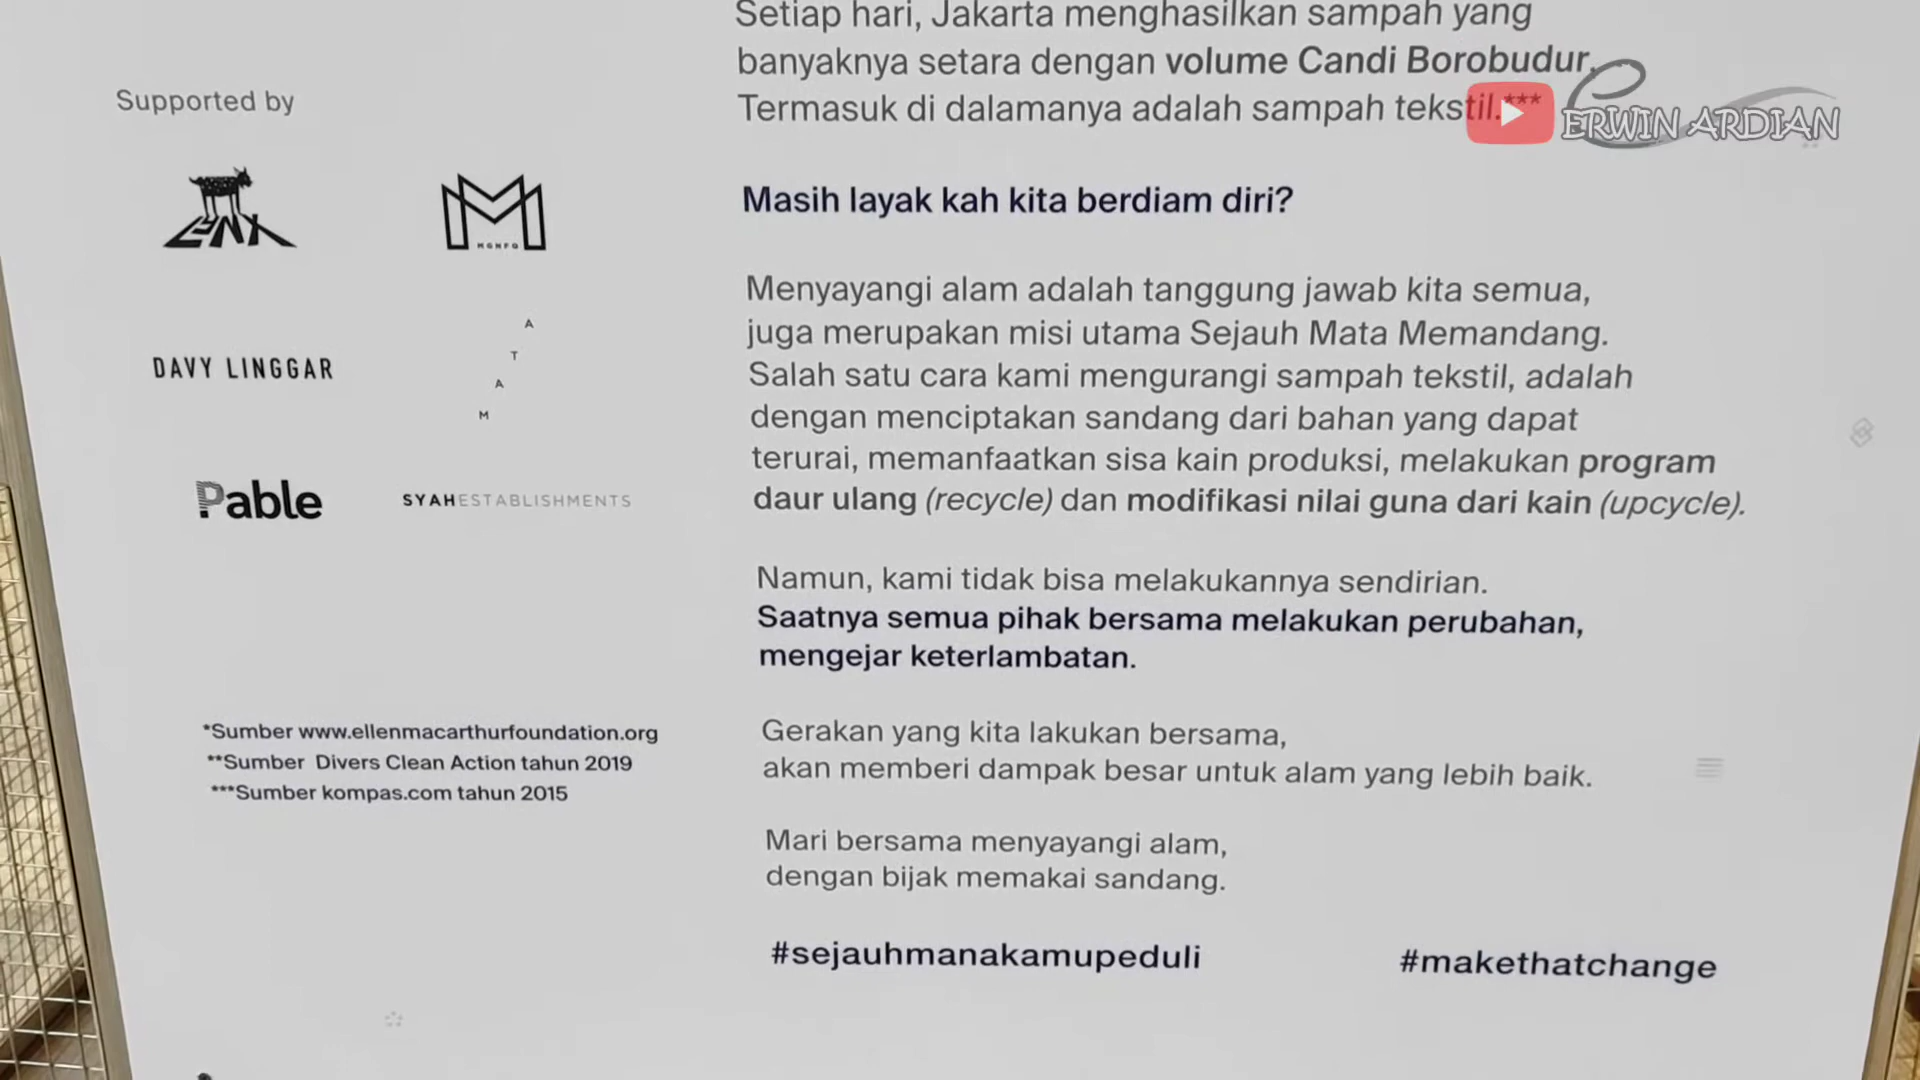 Setiap hari, Jakarta menghasilkan sampah yang
banyaknya setara dengan volume Candi Borobudur.
Termasuk di dalamanya adalah sampah tekstil.***
ERWIN ARDIAN
Supported by
LENX
MGNFQ
DAVY LINGGAR
MATA
Pable
SYAHESTABLISHMENTS
*Sumber www.ellenmacarthurfoundation.org
**Sumber Divers Clean Action tahun 2019
***Sumber kompas.com tahun 2015
Masih layak kah kita berdiam diri?
Menyayangi alam adalah tanggung jawab kita semua,
juga merupakan misi utama Sejauh Mata Memandang.
Salah satu cara kami mengurangi sampah tekstil, adalah
dengan menciptakan sandang dari bahan yang dapat
terurai, memanfaatkan sisa kain produksi, melakukan program
daur ulang (recycle) dan modifikasi nilai guna dari kain (upcycle).
Namun, kami tidak bisa melakukannya sendirian.
Saatnya semua pihak bersama melakukan perubahan,
mengejar keterlambatan.
Gerakan yang kita lakukan bersama,
akan memberi dampak besar untuk alam yang lebih baik.
Mari bersama menyayangi alam,
dengan bijak memakai sandang.
#sejauhmanakamupeduli #makethatchange